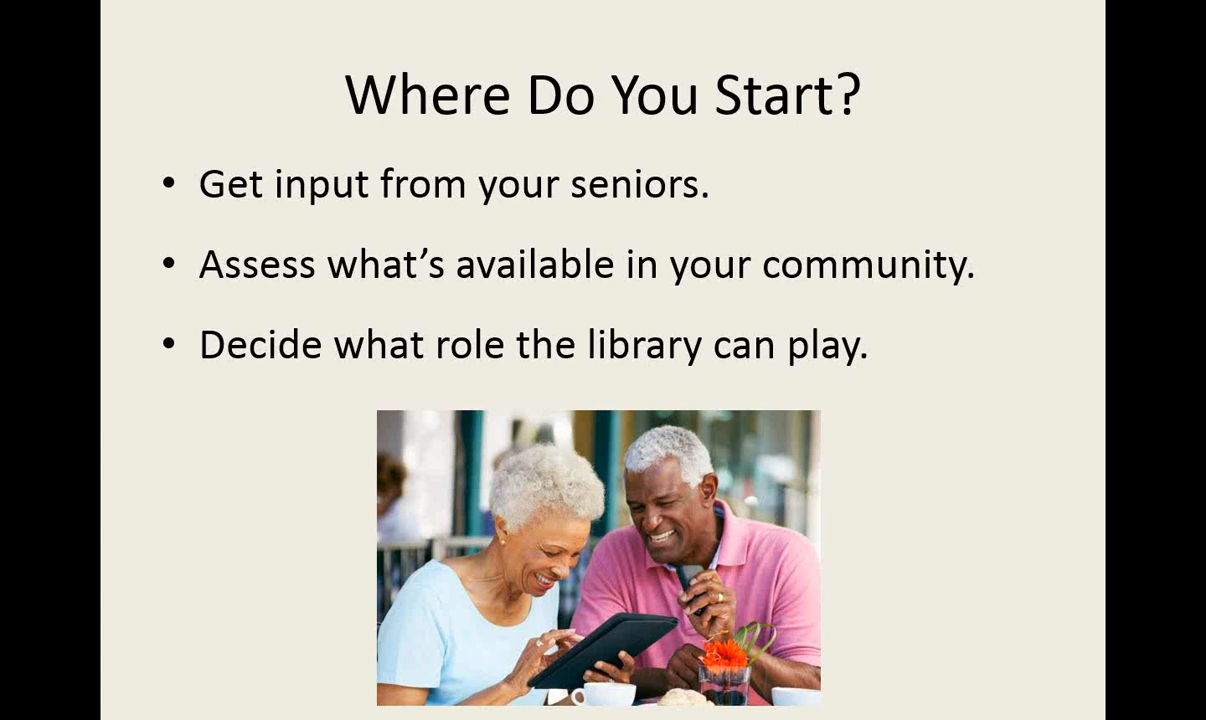 Where Do You Start?
• Get input from your seniors.
• Assess what’s available in your community.
• Decide what role the library can play.